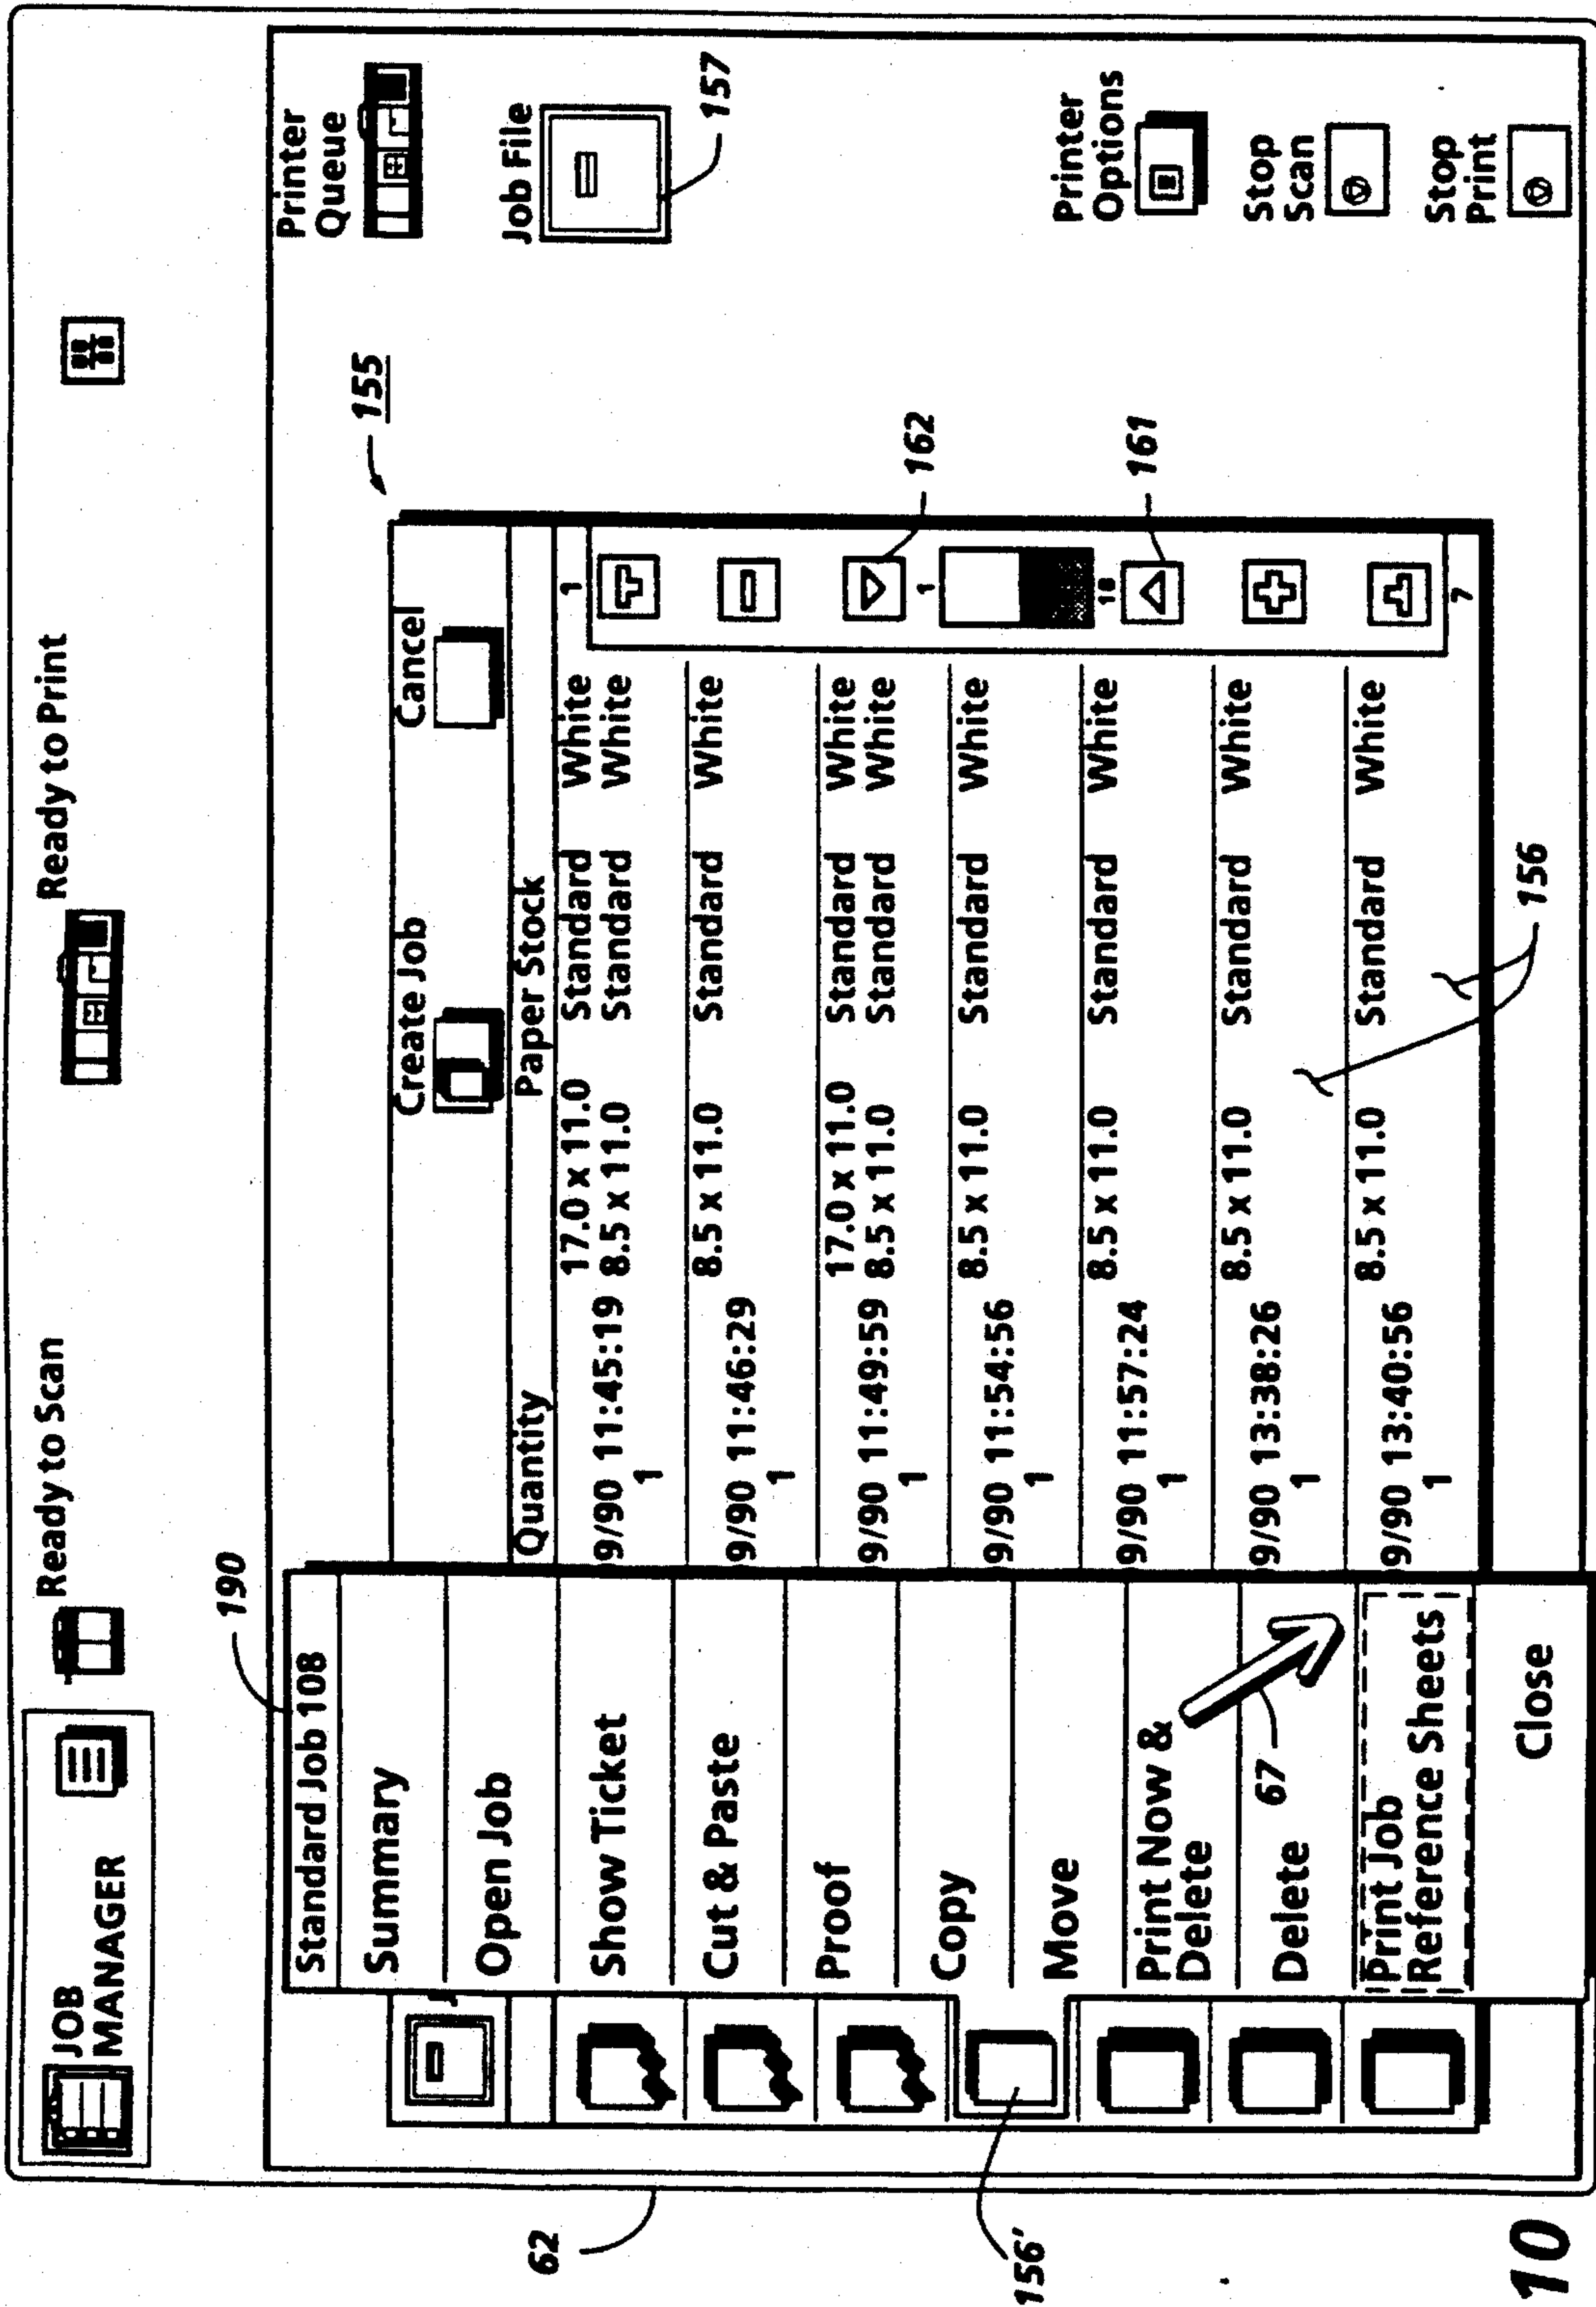 JOB
MANAGER
Ready to Scan
Ready to Print
190
Standard Job 108
Summary
Open Job
Show Ticket
Cut & Paste
Proof
Copy
Move
Print Now &
Delete
Delete
Print Job
Reference Sheets
Close
67
155
Create Job
Cancel
Quantity
Paper Stock
9/90 11:45:19 17.0 x 11.0 Standard White
1 8.5 x 11.0 Standard White
9/90 11:46:29 8.5 x 11.0 Standard White
1
9/90 11:49:59 17.0 x 11.0 Standard White
1 8.5 x 11.0 Standard White
9/90 11:54:56 8.5 x 11.0 Standard White
1
9/90 11:57:24 8.5 x 11.0 Standard White
1
9/90 13:38:26 8.5 x 11.0 Standard White
1
9/90 13:40:56 8.5 x 11.0 Standard White
1
1
1
18
7
162
161
156
Printer
Queue
Job File
157
Printer
Options
Stop
Scan
Stop
Print
62
156'
10